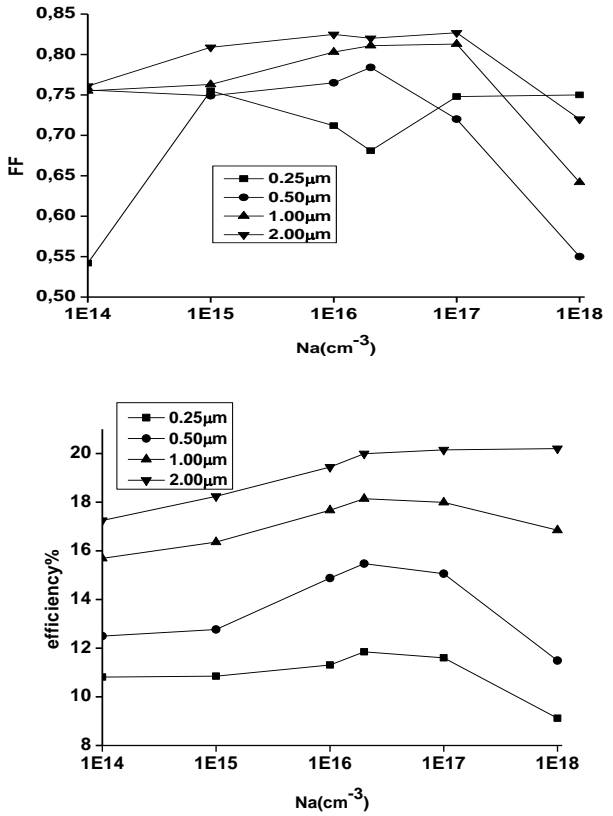 0,85
0,80
0,75
0,70
0,65
0,60
0,55
0,50
FF
0.25μm
0.50μm
1.00μm
2.00μm
1E14 1E15 1E16 1E17 1E18
Na(cm⁻³)
0.25μm
0.50μm
1.00μm
2.00μm
20
18
16
14
12
10
8
efficiency%
1E14 1E15 1E16 1E17 1E18
Na(cm⁻³)